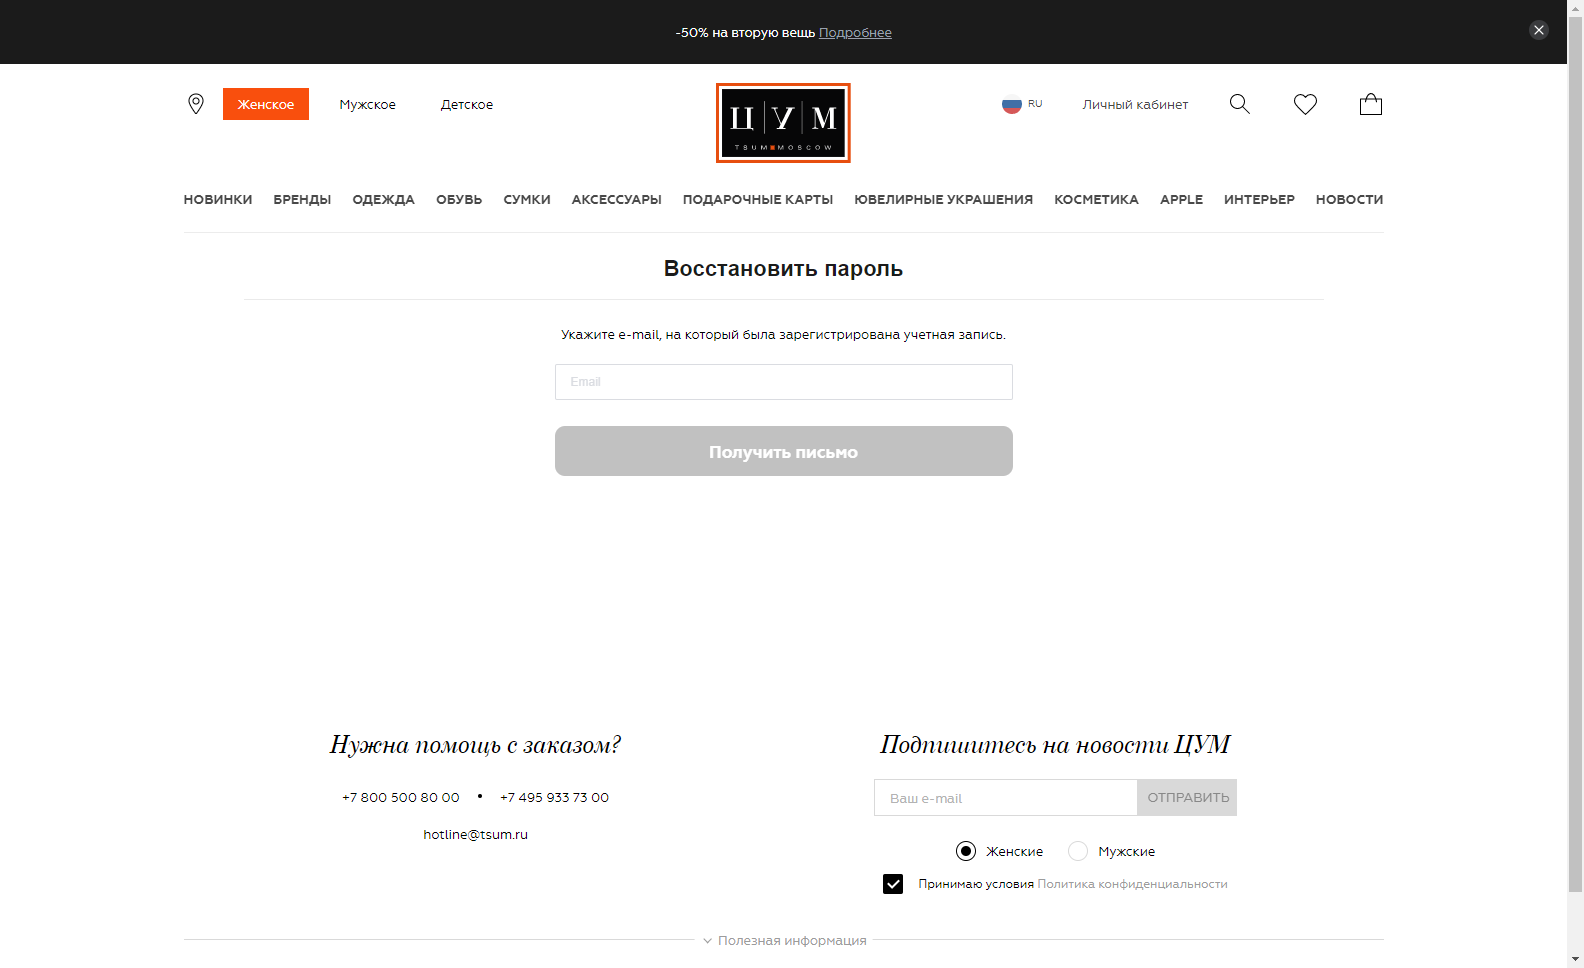 -50% на вторую вещь Подробнее
Женское Мужское Детское
Ц У М
TSUM MOSCOW
RU Личный кабинет
НОВИНКИ БРЕНДЫ ОДЕЖДА ОБУВЬ СУМКИ АКСЕССУАРЫ ПОДАРОЧНЫЕ КАРТЫ ЮВЕЛИРНЫЕ УКРАШЕНИЯ КОСМЕТИКА APPLE ИНТЕРЬЕР НОВОСТИ
Восстановить пароль
Укажите e-mail, на который была зарегистрирована учетная запись.
Email
Получить письмо
Нужна помощь с заказом?
+7 800 500 80 00 • +7 495 933 73 00
hotline@tsum.ru
Подпишитесь на новости ЦУМ
Ваш e-mail ОТПРАВИТЬ
Женские Мужские
Принимаю условия Политика конфиденциальности
Полезная информация